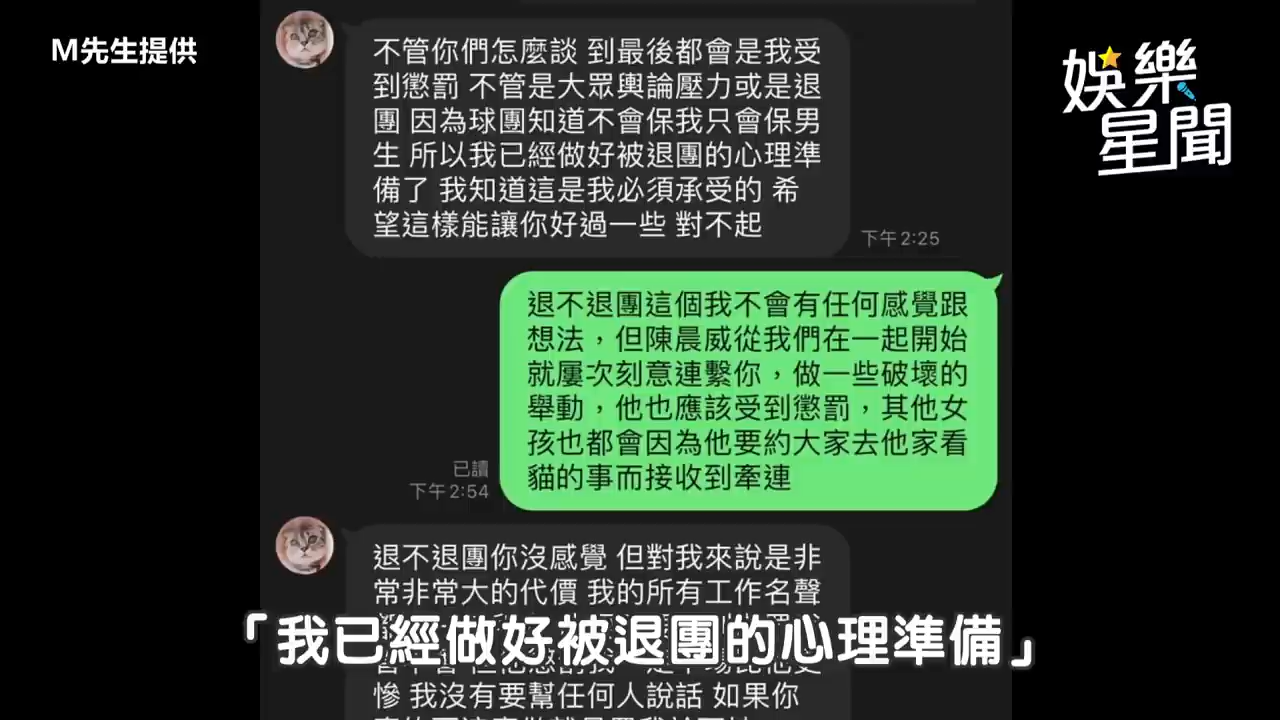 M先生提供
娛樂
星聞
不管你們怎麼談 到最後都會是我受
到懲罰 不管是大眾輿論壓力或是退
團 因為球團知道不會保我只會保男
生 所以我已經做好被退團的心理準
備了 我知道這是我必須承受的 希
望這樣能讓你好過一些 對不起
下午2:25
退不退團這個我不會有任何感覺跟
想法，但陳晨威從我們在一起開始
就屢次刻意連繫你，做一些破壞的
舉動，他也應該受到懲罰，其他女
孩也都會因為他要約大家去他家看
貓的事而接收到牽連
已讀
下午2:54
退不退團你沒感覺 但對我來說是非
常非常大的代價 我的所有工作名聲
「我已經做好被退團的心理準備」
慘 我沒有要幫任何人說話 如果你